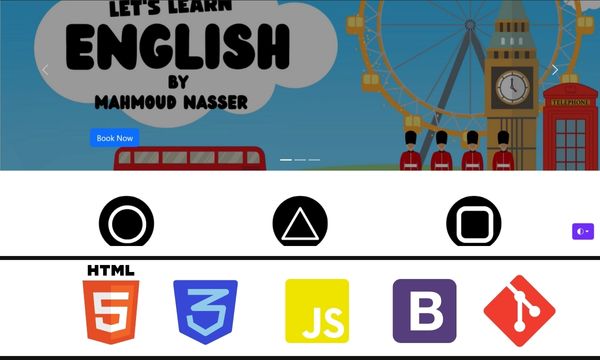 LET'S LEARN
ENGLISH
BY
MAHMOUD NASSER
Book Now
TELEPHONE
HTML
5
3
JS
B